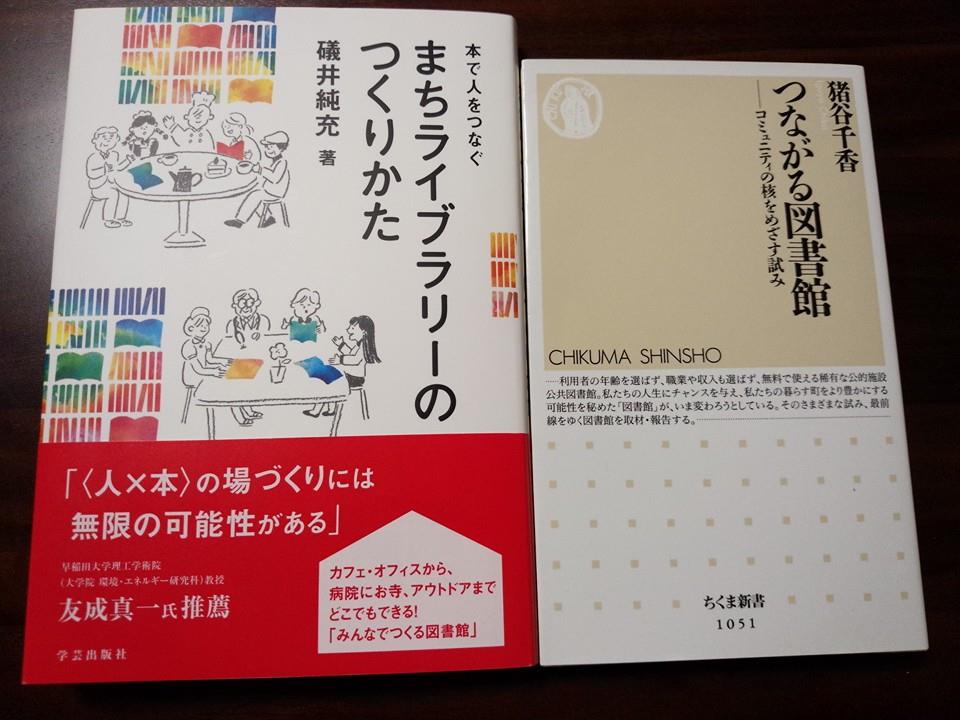 本で人をつなぐ
まちライブラリーの
つくりかた
礒井純充 著
「〈人×本〉の場づくりには
無限の可能性がある」
早稲田大学理工学術院
(大学院 環境・エネルギー研究科)教授
友成真一氏推薦
カフェ・オフィスから、
病院にお寺、アウトドアまで
どこでもできる!
「みんなでつくる図書館」
学芸出版社
猪谷千香
つながる図書館
──コミュニティの核をめざす試み
CHIKUMA SHINSHO
……利用者の年齢を選ばず、職業や収入も選ばず、無料で使える稀有な公的施設
公共図書館。私たちの人生にチャンスを与え、私たちの暮らす町をより豊かにする
可能性を秘めた「図書館」が、いま変わろうとしている。そのさまざまな試み、最前
線をゆく図書館を取材・報告する。……
ちくま新書
1051